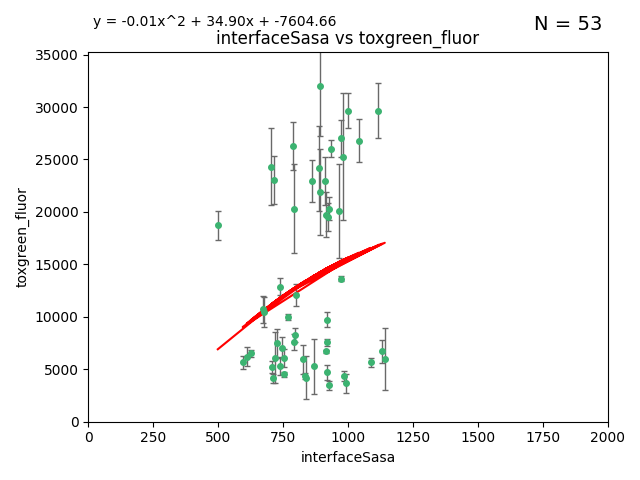 y = -0.01x^2 + 34.90x + -7604.66
N = 53
interfaceSasa vs toxgreen_fluor
35000
30000
25000
20000
15000
10000
5000
0
toxgreen_fluor
0 250 500 750 1000 1250 1500 1750 2000
interfaceSasa